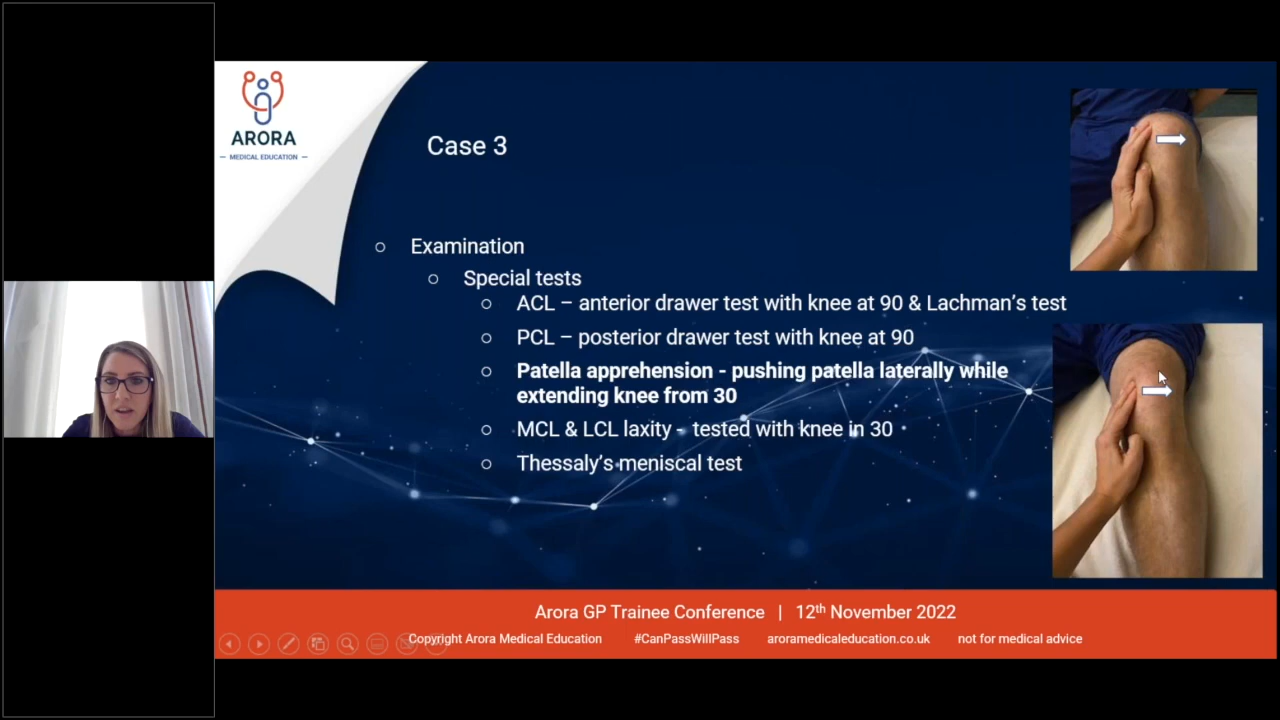 ARORA
MEDICAL EDUCATION
Case 3
Examination
Special tests
ACL – anterior drawer test with knee at 90 & Lachman's test
PCL – posterior drawer test with knee at 90
Patella apprehension - pushing patella laterally while
extending knee from 30
MCL & LCL laxity - tested with knee in 30
Thessaly's meniscal test
Arora GP Trainee Conference | 12th November 2022
Copyright Arora Medical Education #CanPassWillPass aroramedicaleducation.co.uk not for medical advice